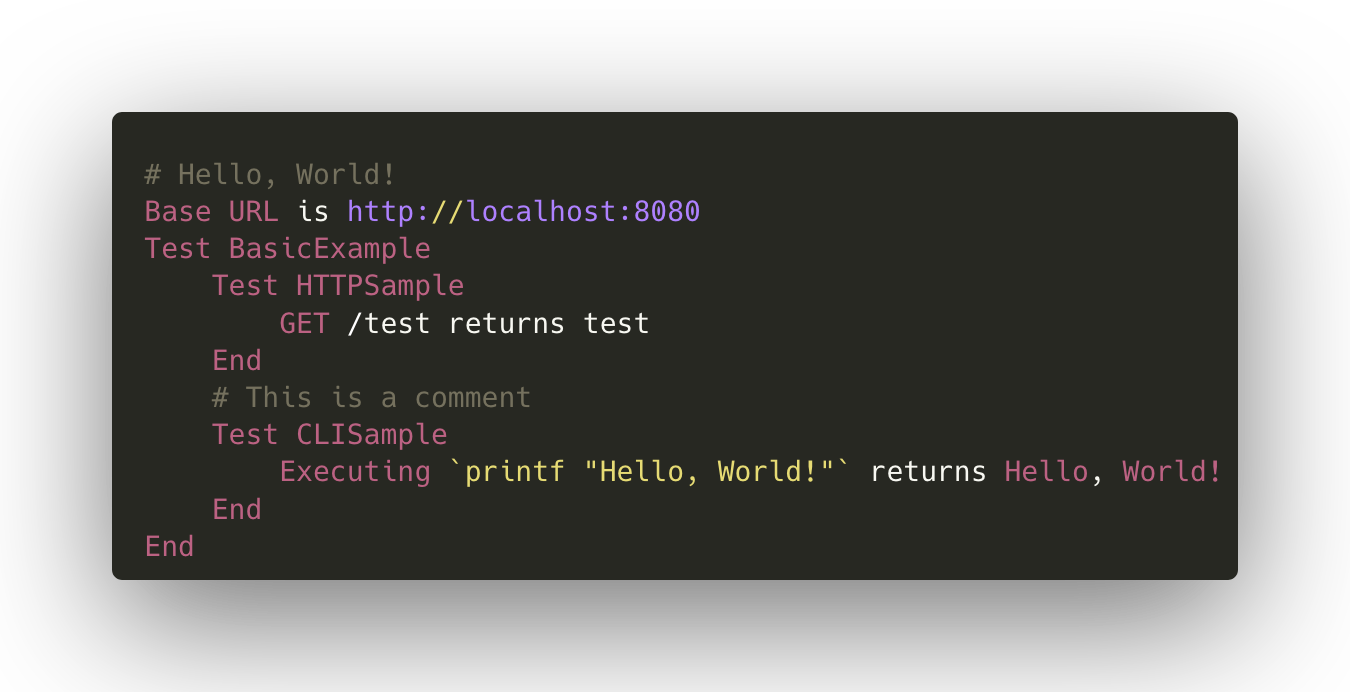 # Hello, World!
Base URL is http://localhost:8080
Test BasicExample
    Test HTTPSample
        GET /test returns test
    End
    # This is a comment
    Test CLISample
        Executing `printf "Hello, World!"` returns Hello, World!
    End
End